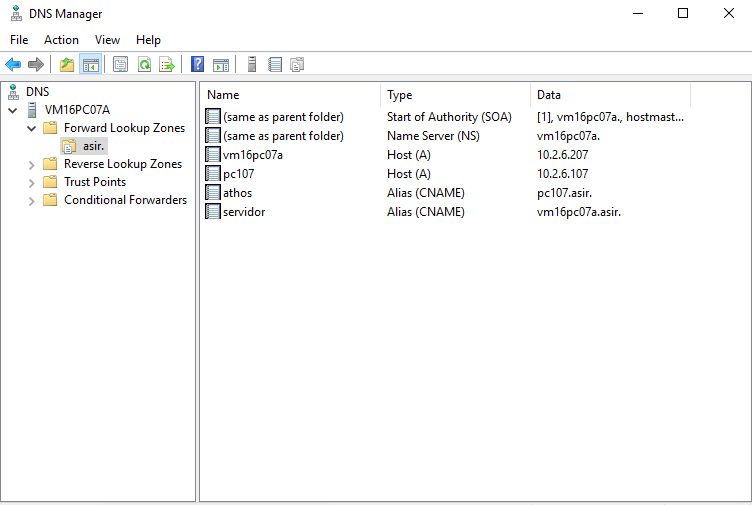 DNS Manager
File Action View Help
DNS
VM16PC07A
Forward Lookup Zones
asir.
Reverse Lookup Zones
Trust Points
Conditional Forwarders
Name Type Data
(same as parent folder) Start of Authority (SOA) [1], vm16pc07a., hostmast...
(same as parent folder) Name Server (NS) vm16pc07a.
vm16pc07a Host (A) 10.2.6.207
pc107 Host (A) 10.2.6.107
athos Alias (CNAME) pc107.asir.
servidor Alias (CNAME) vm16pc07a.asir.